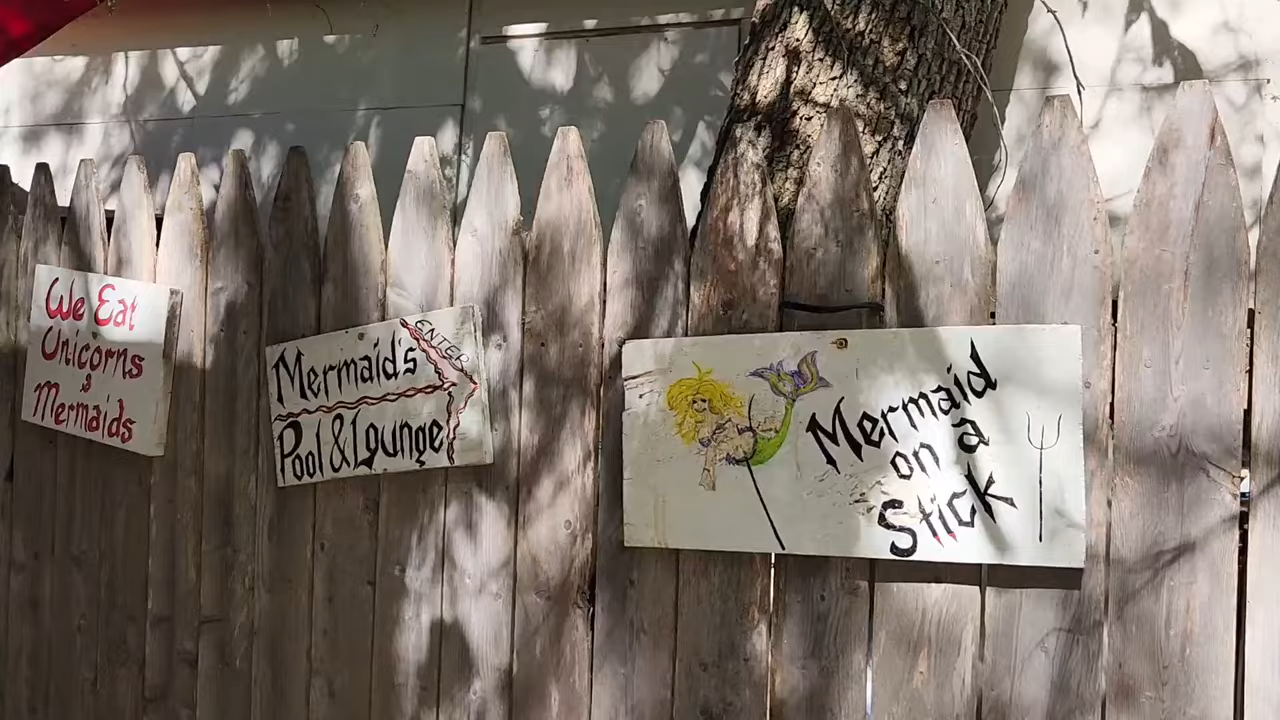 We Eat
Unicorns
&
Mermaids
Mermaid's
ENTER
Pool & Lounge
Mermaid
on a
Stick